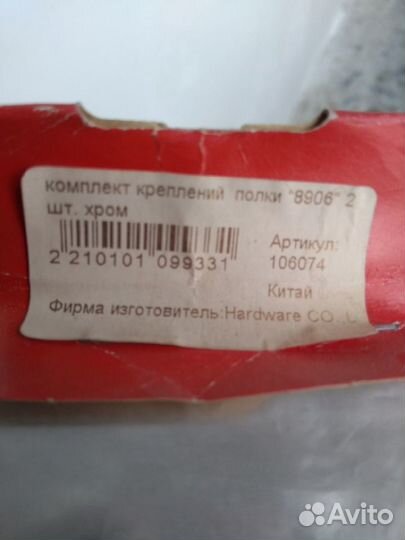 комплект креплений полки "8906" 2
шт. хром
Артикул:
2 210101 099331
106074
Китай
Фирма изготовитель:Hardware CO.
Avito